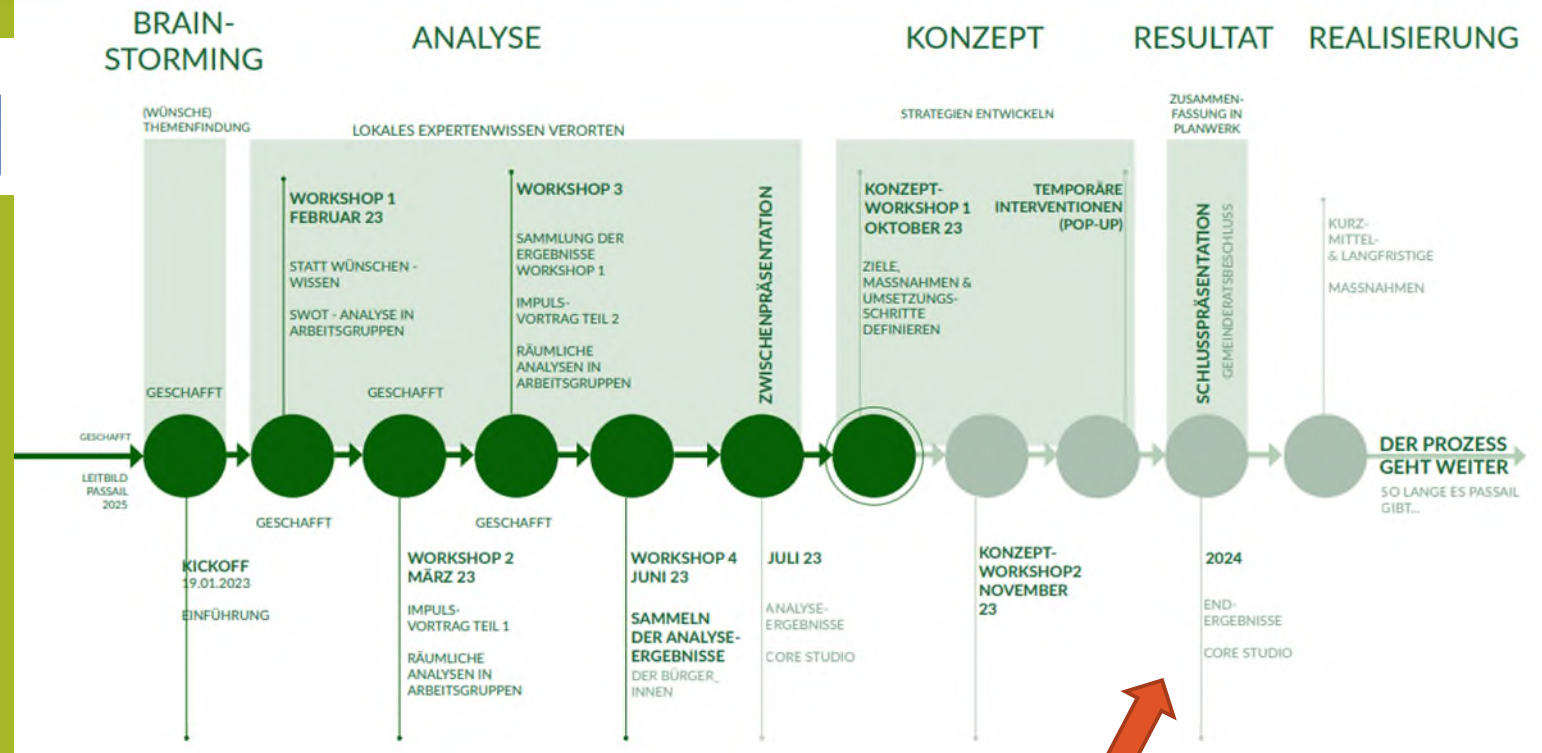 BRAIN-
STORMING
ANALYSE
KONZEPT
RESULTAT
REALISIERUNG
(WÜNSCHE)
THEMENFINDUNG
LOKALES EXPERTENWISSEN VERORTEN
STRATEGIEN ENTWICKELN
ZUSAMMEN-
FASSUNG IN
PLANWERK
WORKSHOP 1
FEBRUAR 23
STATT WÜNSCHEN -
WISSEN
SWOT - ANALYSE IN
ARBEITSGRUPPEN
WORKSHOP 3
SAMMLUNG DER
ERGEBNISSE
WORKSHOP 1
IMPULS-
VORTRAG TEIL 2
RÄUMLICHE
ANALYSEN IN
ARBEITSGRUPPEN
ZWISCHENPRÄSENTATION
KONZEPT-
WORKSHOP 1
OKTOBER 23
ZIELE,
MASSNAHMEN &
UMSETZUNGS-
SCHRITTE
DEFINIEREN
TEMPORÄRE
INTERVENTIONEN
(POP-UP)
SCHLUSSPRÄSENTATION
GEMEINDERATSBESCHLUSS
KURZ-
MITTEL-
& LANGFRISTIGE
MASSNAHMEN
GESCHAFFT
GESCHAFFT
GESCHAFFT
LEITBILD
PASSAIL
2025
DER PROZESS
GEHT WEITER
SO LANGE ES PASSAIL
GIBT...
GESCHAFFT
GESCHAFFT
KICKOFF
19.01.2023
EINFÜHRUNG
WORKSHOP 2
MÄRZ 23
IMPULS-
VORTRAG TEIL 1
RÄUMLICHE
ANALYSEN IN
ARBEITSGRUPPEN
WORKSHOP 4
JUNI 23
SAMMELN
DER ANALYSE-
ERGEBNISSE
DER BÜRGER_
INNEN
JULI 23
ANALYSE-
ERGEBNISSE
CORE STUDIO
KONZEPT-
WORKSHOP2
NOVEMBER
23
2024
END-
ERGEBNISSE
CORE STUDIO